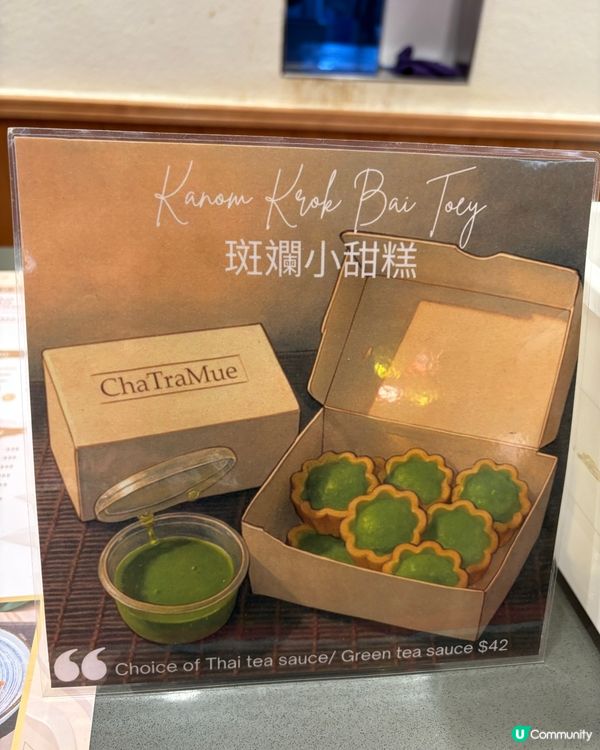 Kanom Krok Bai Toey
斑斕小甜糕
ChaTraMue
Choice of Thai tea sauce/ Green tea sauce $42
U Community